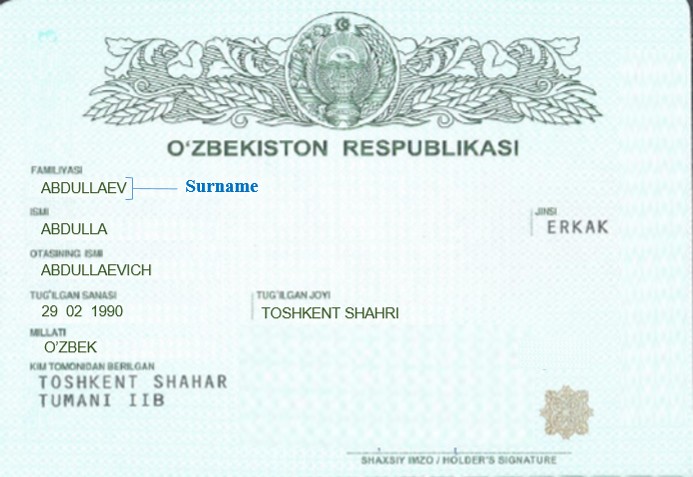 O‘ZBEKISTON RESPUBLIKASI
FAMILIYASI
ABDULLAEV Surname
ISMI
ABDULLA
JINSI
ERKAK
OTASINING ISMI
ABDULLAEVICH
TUG‘ILGAN SANASI
29 02 1990
TUG‘ILGAN JOYI
TOSHKENT SHAHRI
MILLATI
O’ZBEK
KIM TOMONIDAN BERILGAN
TOSHKENT SHAHAR
TUMANI IIB
SHAXSIY IMZO / HOLDER'S SIGNATURE